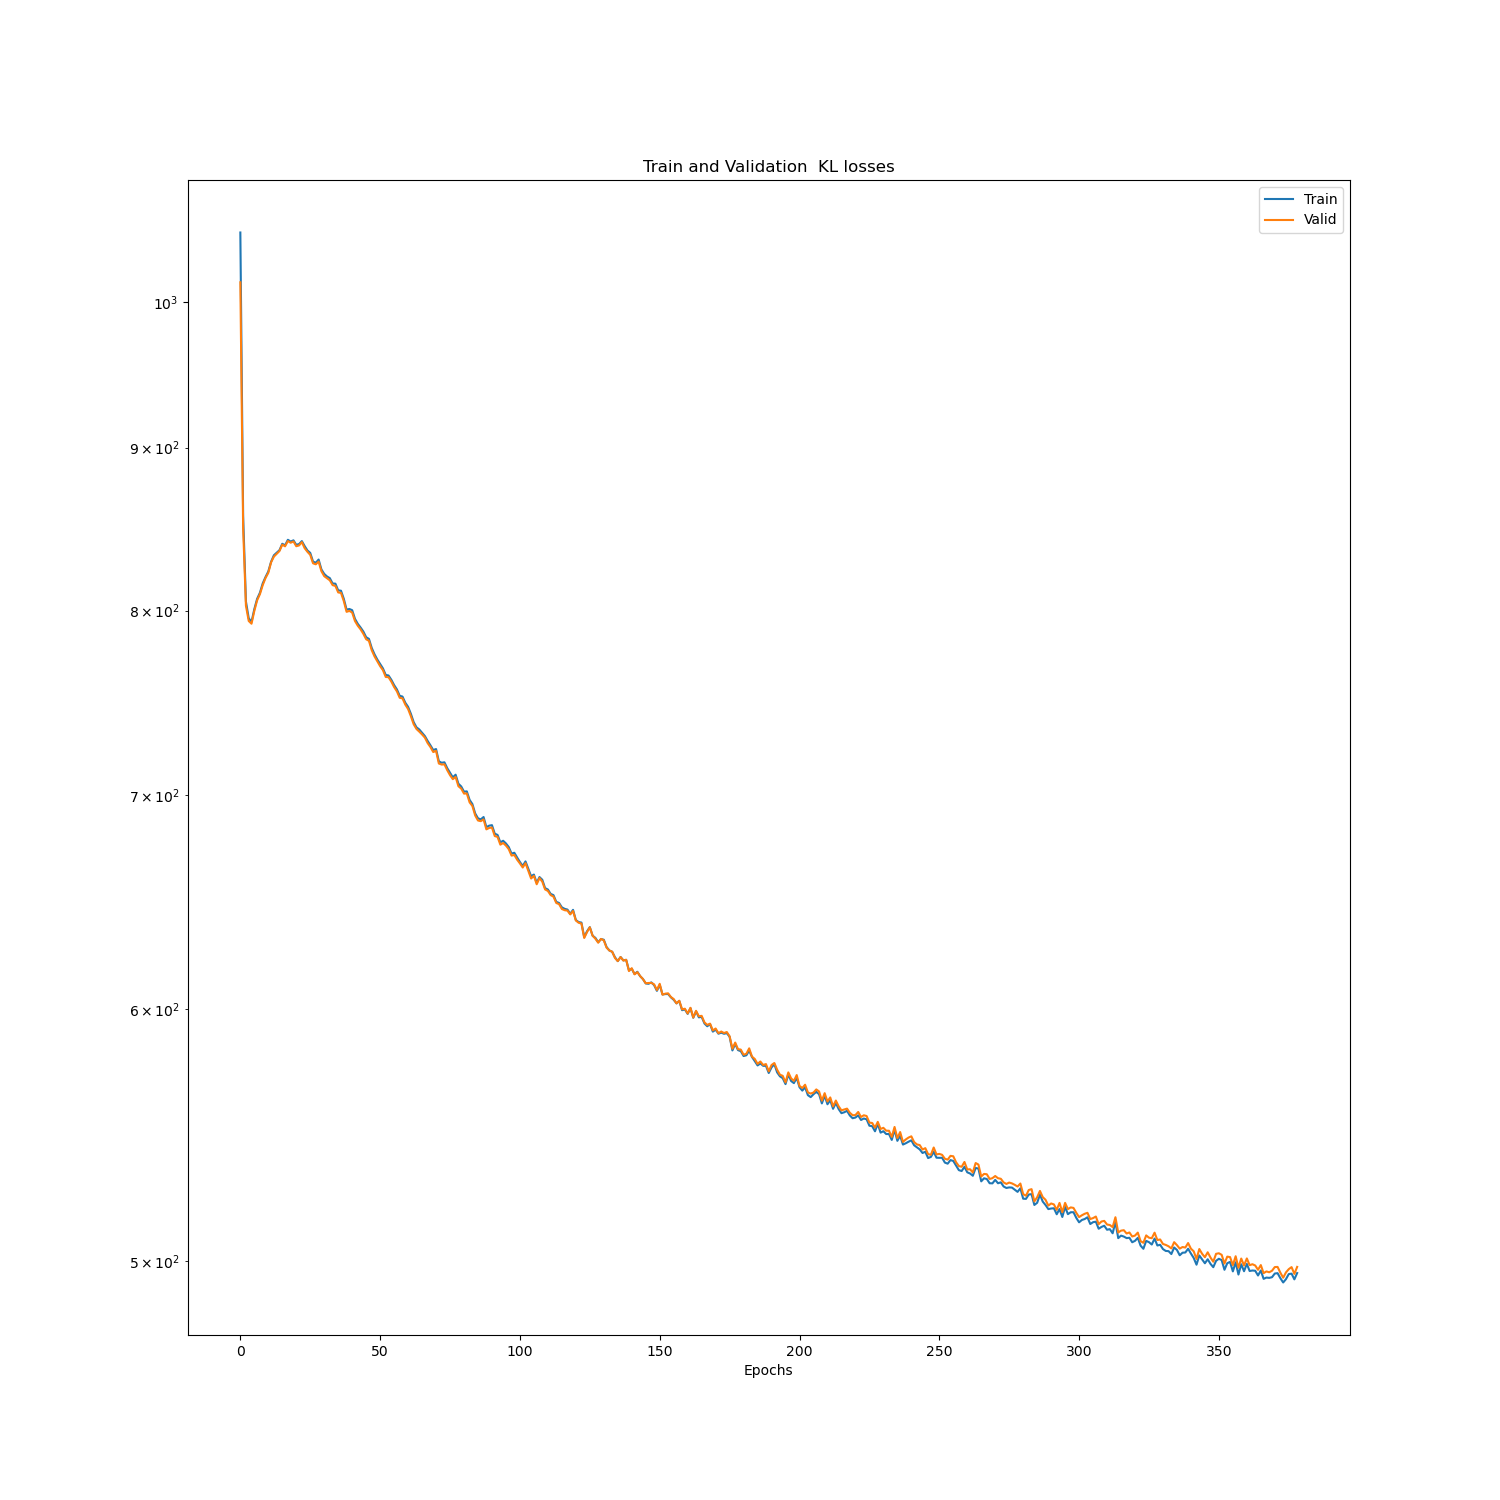 Train and Validation  KL losses
Train
Valid
10³
9 × 10²
8 × 10²
7 × 10²
6 × 10²
5 × 10²
0 50 100 150 200 250 300 350
Epochs